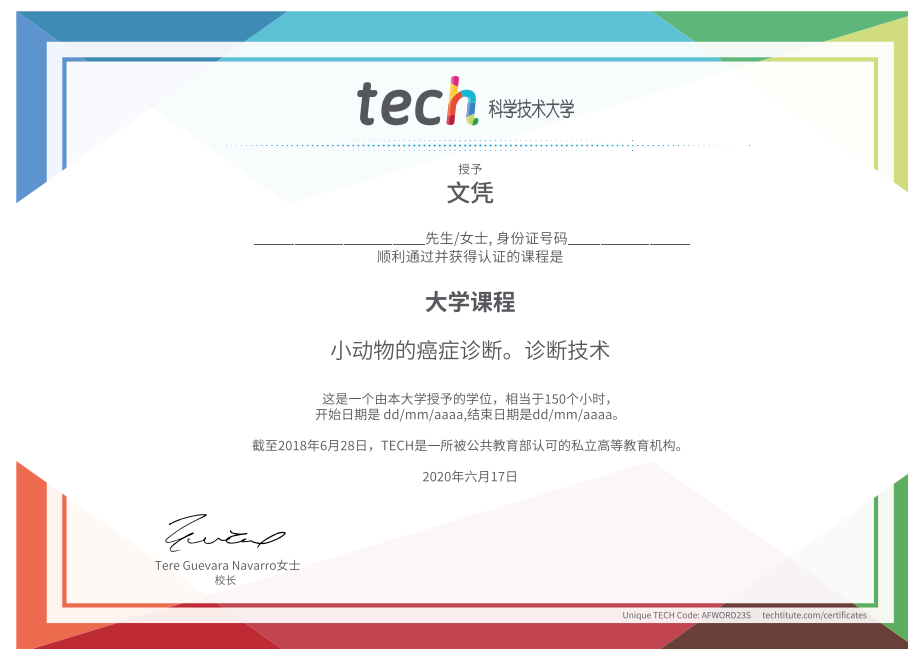 tech 科学技术大学
授予
文凭
先生/女士, 身份证号码
顺利通过并获得认证的课程是
大学课程
小动物的癌症诊断。诊断技术
这是一个由本大学授予的学位，相当于150个小时，
开始日期是 dd/mm/aaaa,结束日期是dd/mm/aaaa。
截至2018年6月28日，TECH是一所被公共教育部认可的私立高等教育机构。
2020年六月17日
Tere Guevara Navarro女士
校长
Unique TECH Code: AFWORD23S techtitute.com/certificates